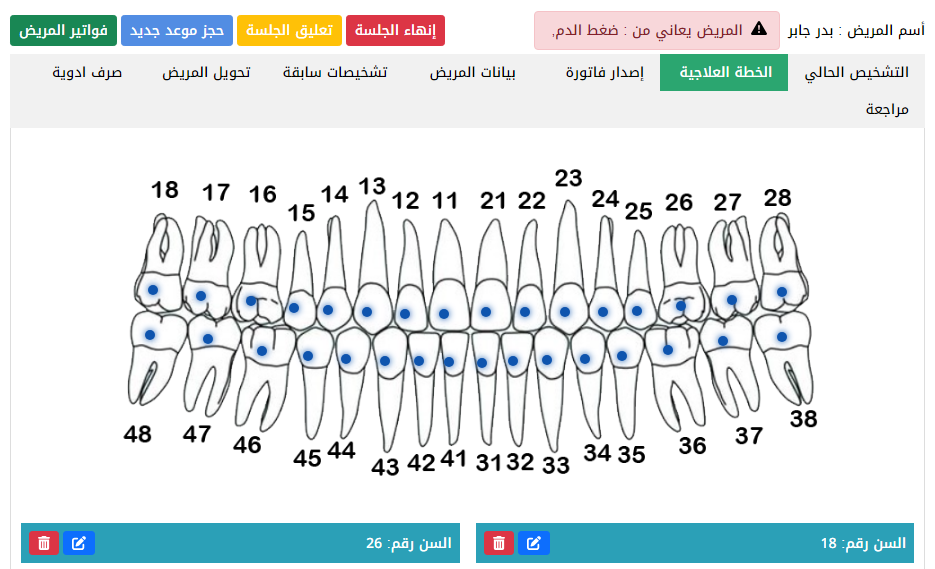 أسم المريض : بدر جابر
المريض يعاني من : ضغط الدم,
إنهاء الجلسة
تعليق الجلسة
حجز موعد جديد
فواتير المريض
التشخيص الحالي
الخطة العلاجية
إصدار فاتورة
بيانات المريض
تشخيصات سابقة
تحويل المريض
صرف ادوية
مراجعة
18 17 16 15 14 13 12 11 21 22 23 24 25 26 27 28
48 47 46 45 44 43 42 41 31 32 33 34 35 36 37 38
السن رقم: 18
السن رقم: 26